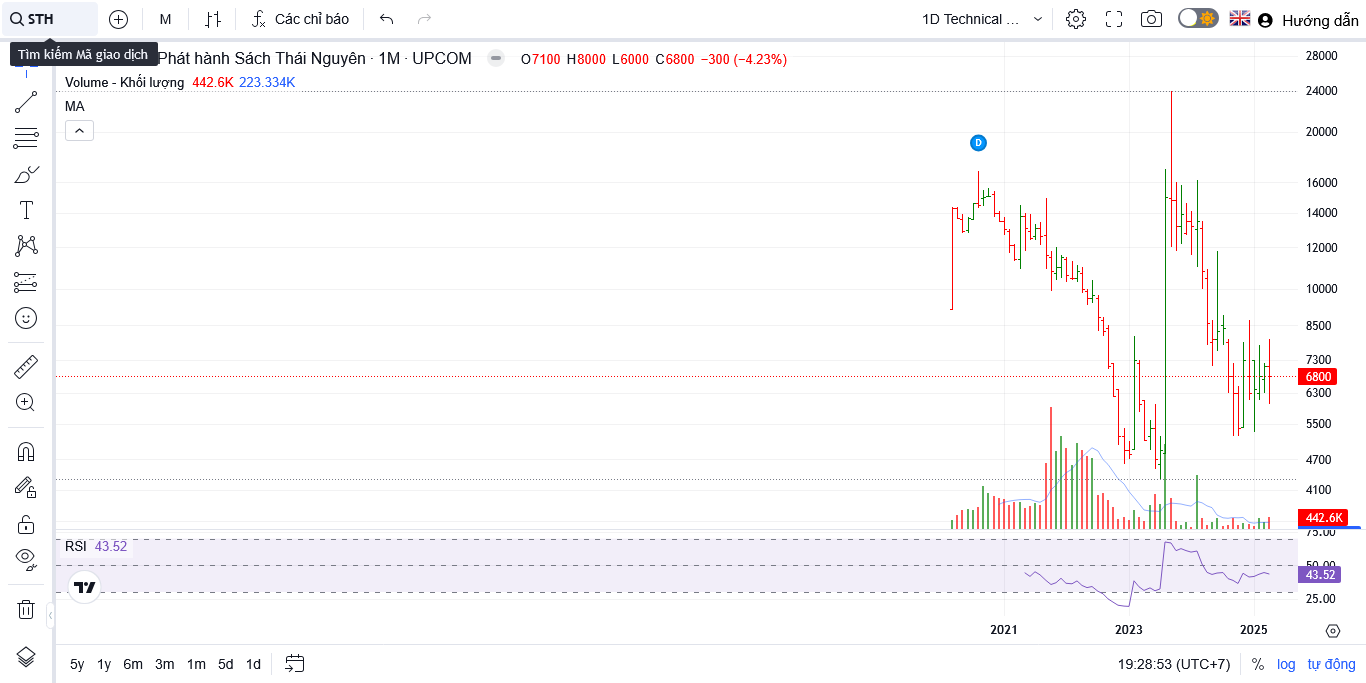 STH M Các chỉ báo 1D Technical ... Hướng dẫn
Tìm kiếm Mã giao dịch
Phát hành Sách Thái Nguyên · 1M · UPCOM O7100 H8000 L6000 C6800 −300 (−4.23%)
Volume - Khối lượng 442.6K 223.334K
MA
D
28000
24000
20000
16000
14000
12000
10000
8500
7300
6800
6300
5500
4700
4100
442.6K
75.00
RSI 43.52
50.00
43.52
25.00
2021 2023 2025
5y 1y 6m 3m 1m 5d 1d 19:28:53 (UTC+7) % log tự động